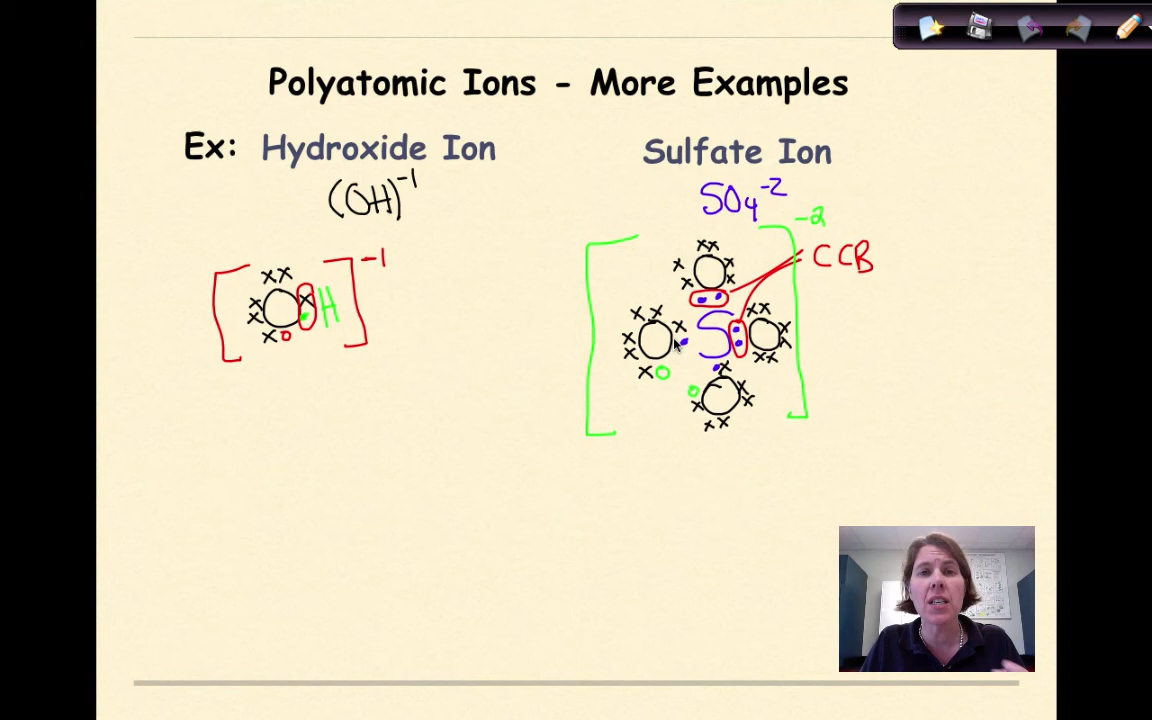 Polyatomic Ions - More Examples
Ex: Hydroxide Ion
(OH)⁻¹
[ O H ]⁻¹
Sulfate Ion
SO₄⁻²
-2
CCB
S